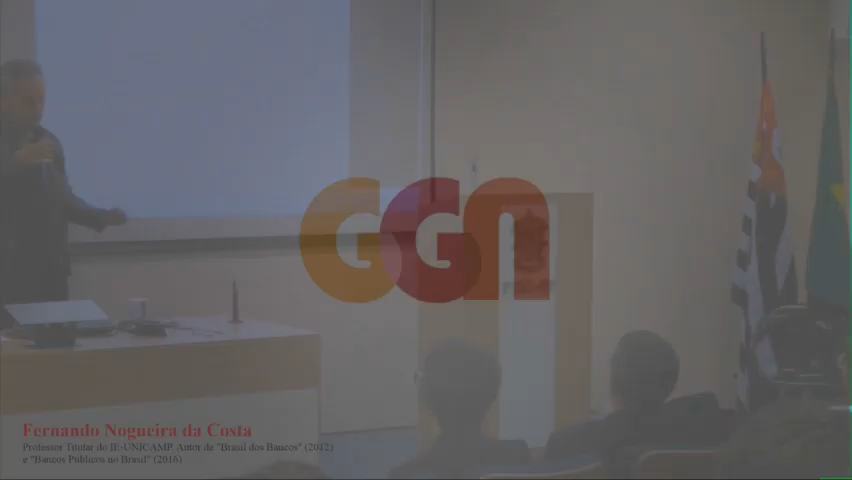 GGN
Fernando Nogueira da Costa
Professor Titular do IE-UNICAMP. Autor de "Brasil dos Bancos" (2012)
e "Bancos Públicos no Brasil" (2016)